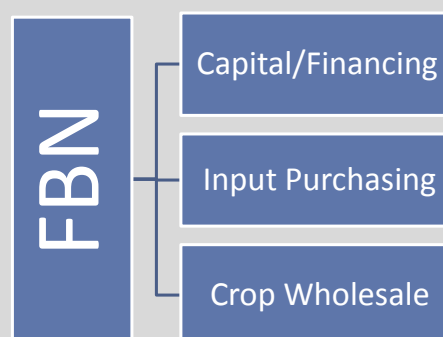 FBN
Capital/Financing
Input Purchasing
Crop Wholesale